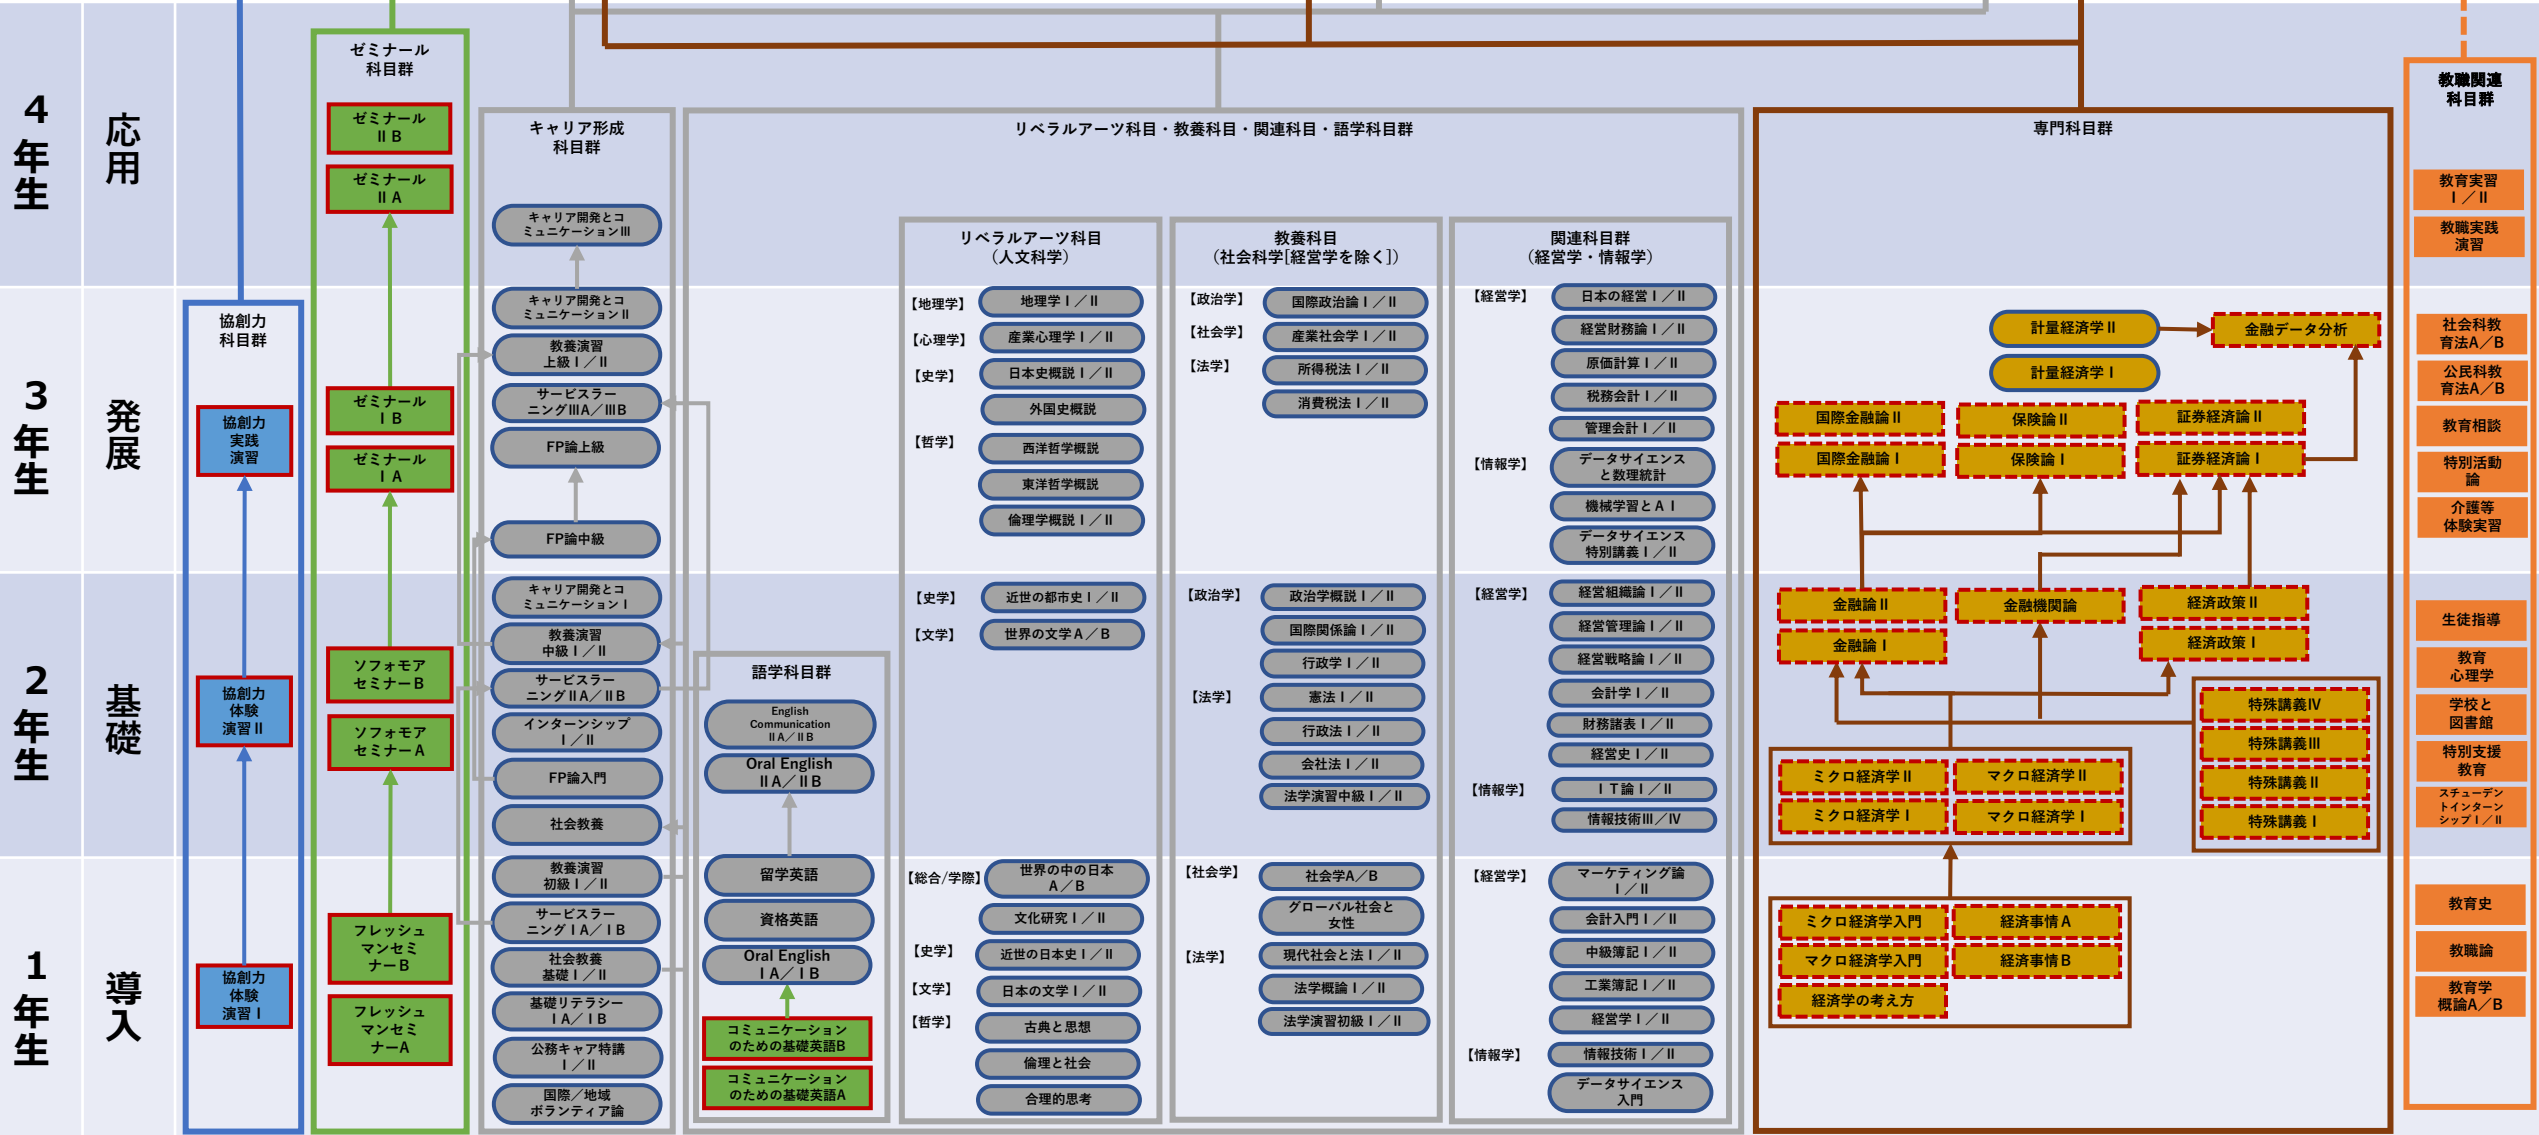 4
年
生
応
用
3
年
生
発
展
2
年
生
基
礎
1
年
生
導
入
協創力
科目群
協創力
実践
演習
協創力
体験
演習Ⅱ
協創力
体験
演習Ⅰ
ゼミナール
科目群
ゼミナール
ⅡB
ゼミナール
ⅡA
ゼミナール
ⅠB
ゼミナール
ⅠA
ソフォモア
セミナーB
ソフォモア
セミナーA
フレッシュ
マンセミ
ナーB
フレッシュ
マンセミ
ナーA
キャリア形成
科目群
キャリア開発とコ
ミュニケーションⅢ
キャリア開発とコ
ミュニケーションⅡ
教養演習
上級Ⅰ／Ⅱ
サービスラー
ニングⅢA／ⅢB
FP論上級
FP論中級
キャリア開発とコ
ミュニケーションⅠ
教養演習
中級Ⅰ／Ⅱ
サービスラー
ニングⅡA／ⅡB
インターンシップ
Ⅰ／Ⅱ
FP論入門
社会教養
教養演習
初級Ⅰ／Ⅱ
サービスラー
ニングⅠA／ⅠB
社会教養
基礎Ⅰ／Ⅱ
基礎リテラシー
ⅠA／ⅠB
公務キャア特講
Ⅰ／Ⅱ
国際／地域
ボランティア論
リベラルアーツ科目・教養科目・関連科目・語学科目群
語学科目群
English
Communication
ⅡA／ⅡB
Oral English
ⅡA／ⅡB
留学英語
資格英語
Oral English
ⅠA／ⅠB
コミュニケーション
のための基礎英語B
コミュニケーション
のための基礎英語A
リベラルアーツ科目
（人文科学）
【地理学】
地理学Ⅰ／Ⅱ
【心理学】
産業心理学Ⅰ／Ⅱ
【史学】
日本史概説Ⅰ／Ⅱ
外国史概説
【哲学】
西洋哲学概説
東洋哲学概説
倫理学概説Ⅰ／Ⅱ
【史学】
近世の都市史Ⅰ／Ⅱ
【文学】
世界の文学A／B
【総合/学際】
世界の中の日本
A／B
文化研究Ⅰ／Ⅱ
【史学】
近世の日本史Ⅰ／Ⅱ
【文学】
日本の文学Ⅰ／Ⅱ
【哲学】
古典と思想
倫理と社会
合理的思考
教養科目
（社会科学[経営学を除く]）
【政治学】
国際政治論Ⅰ／Ⅱ
【社会学】
産業社会学Ⅰ／Ⅱ
【法学】
所得税法Ⅰ／Ⅱ
消費税法Ⅰ／Ⅱ
【政治学】
政治学概説Ⅰ／Ⅱ
国際関係論Ⅰ／Ⅱ
行政学Ⅰ／Ⅱ
【法学】
憲法Ⅰ／Ⅱ
行政法Ⅰ／Ⅱ
会社法Ⅰ／Ⅱ
法学演習中級Ⅰ／Ⅱ
【社会学】
社会学A／B
グローバル社会と
女性
【法学】
現代社会と法Ⅰ／Ⅱ
法学概論Ⅰ／Ⅱ
法学演習初級Ⅰ／Ⅱ
関連科目群
（経営学・情報学）
【経営学】
日本の経営Ⅰ／Ⅱ
経営財務論Ⅰ／Ⅱ
原価計算Ⅰ／Ⅱ
税務会計Ⅰ／Ⅱ
管理会計Ⅰ／Ⅱ
【情報学】
データサイエンス
と数理統計
機械学習とAⅠ
データサイエンス
特別講義Ⅰ／Ⅱ
【経営学】
経営組織論Ⅰ／Ⅱ
経営管理論Ⅰ／Ⅱ
経営戦略論Ⅰ／Ⅱ
会計学Ⅰ／Ⅱ
財務諸表Ⅰ／Ⅱ
経営史Ⅰ／Ⅱ
【情報学】
ⅠT論Ⅰ／Ⅱ
情報技術Ⅲ／Ⅳ
【経営学】
マーケティング論
Ⅰ／Ⅱ
会計入門Ⅰ／Ⅱ
中級簿記Ⅰ／Ⅱ
工業簿記Ⅰ／Ⅱ
経営学Ⅰ／Ⅱ
【情報学】
情報技術Ⅰ／Ⅱ
データサイエンス
入門
専門科目群
計量経済学Ⅱ
金融データ分析
計量経済学Ⅰ
国際金融論Ⅱ
保険論Ⅱ
証券経済論Ⅱ
国際金融論Ⅰ
保険論Ⅰ
証券経済論Ⅰ
金融論Ⅱ
金融機関論
経済政策Ⅱ
金融論Ⅰ
経済政策Ⅰ
特殊講義Ⅳ
特殊講義Ⅲ
特殊講義Ⅱ
特殊講義Ⅰ
ミクロ経済学Ⅱ
マクロ経済学Ⅱ
ミクロ経済学Ⅰ
マクロ経済学Ⅰ
ミクロ経済学入門
経済事情A
マクロ経済学入門
経済事情B
経済学の考え方
教職関連
科目群
教育実習
Ⅰ／Ⅱ
教職実践
演習
社会科教
育法A／B
公民科教
育法A／B
教育相談
特別活動
論
介護等
体験実習
生徒指導
教育
心理学
学校と
図書館
特別支援
教育
スチューデン
トインターン
シップⅠ／Ⅱ
教育史
教職論
教育学
概論A／B